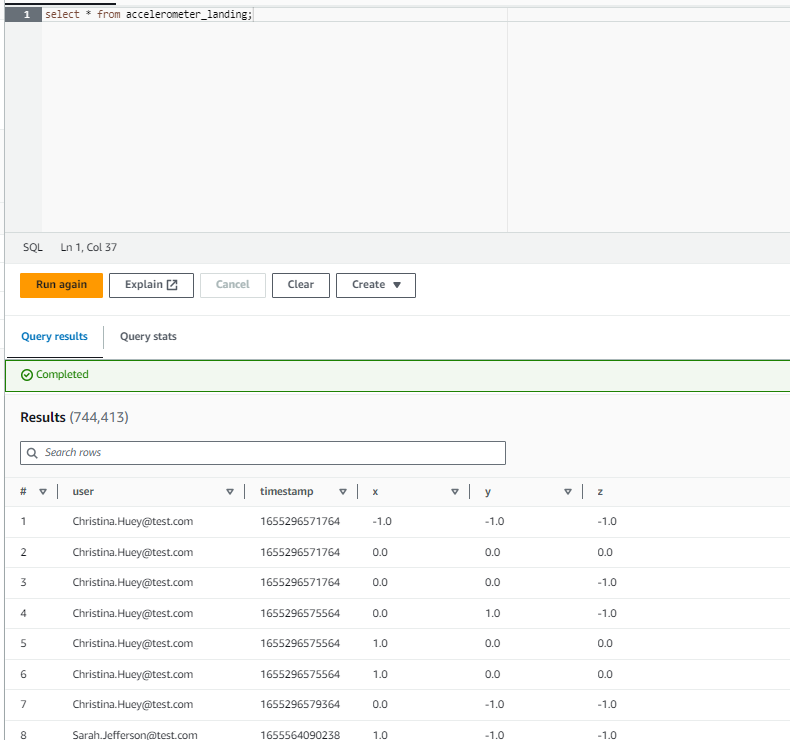 1 select * from accelerometer_landing;
SQL Ln 1, Col 37
Run again Explain Cancel Clear Create
Query results Query stats
Completed
Results (744,413)
Search rows
# user timestamp x y z
1 Christina.Huey@test.com 1655296571764 -1.0 -1.0 -1.0
2 Christina.Huey@test.com 1655296571764 0.0 0.0 0.0
3 Christina.Huey@test.com 1655296571764 0.0 0.0 -1.0
4 Christina.Huey@test.com 1655296575564 0.0 1.0 -1.0
5 Christina.Huey@test.com 1655296575564 1.0 0.0 0.0
6 Christina.Huey@test.com 1655296575564 1.0 0.0 0.0
7 Christina.Huey@test.com 1655296579364 0.0 -1.0 -1.0
8 Sarah.Jefferson@test.com 1655564090238 1.0 -1.0 -1.0